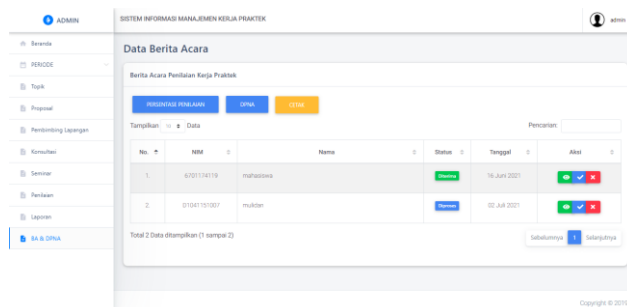 ADMIN
SISTEM INFORMASI MANAJEMEN KERJA PRAKTEK
admin
Beranda
PERIODE
Topik
Proposal
Pembimbing Lapangan
Konsultasi
Seminar
Penilaian
Laporan
BA & DPNA
Data Berita Acara
Berita Acara Penilaian Kerja Praktek
PERSENTASE PENILAIAN DPNA CETAK
Tampilkan 10 Data
Pencarian:
No. NIM Nama Status Tanggal Aksi
1. 6701174119 mahasiswa Diterima 16 Juni 2021
2. 01041151007 muliden 02 Juli 2021
Total 2 Data ditampilkan (1 sampai 2)
Sebelumnya 1 Selanjutnya
Copyright © 2019